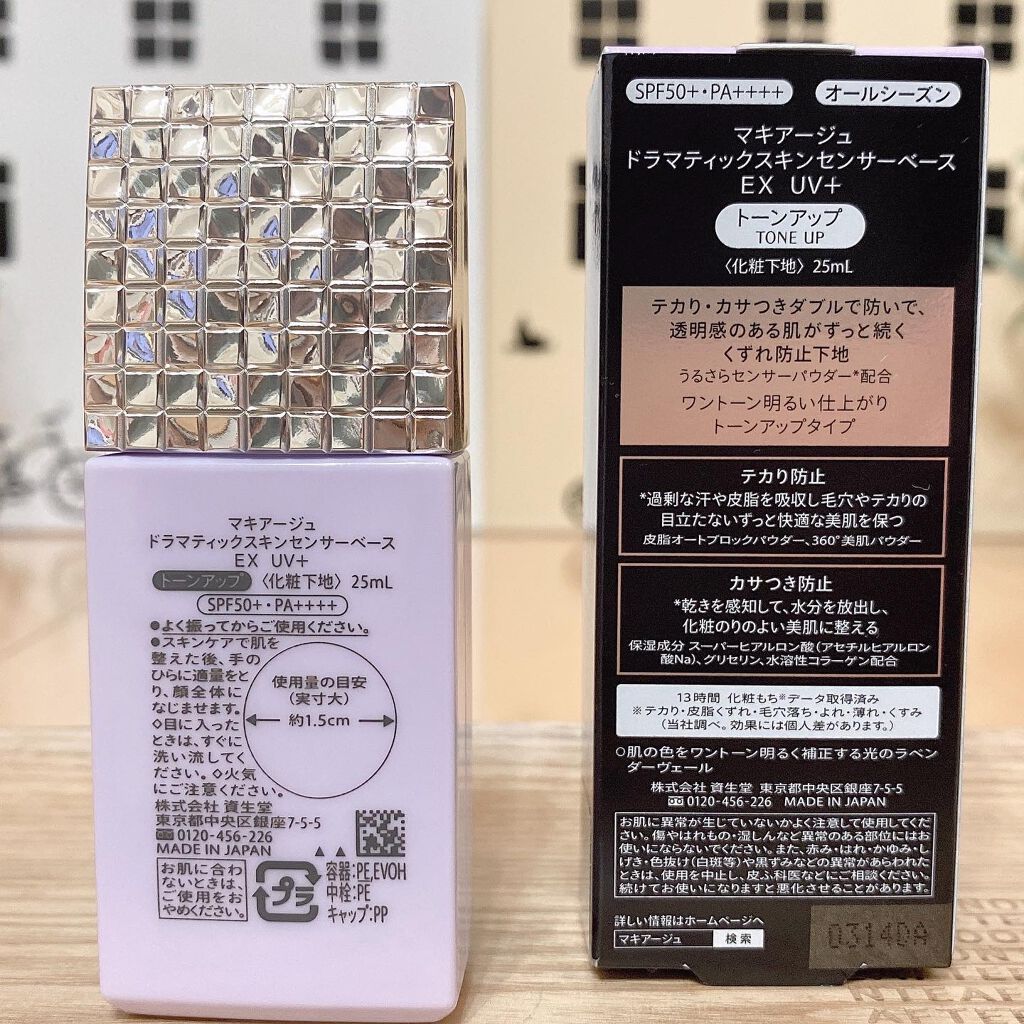 マキアージュ
ドラマティックスキンセンサーベース
EX UV+
トーンアップ 〈化粧下地〉 25mL
SPF50+・PA++++
●よく振ってからご使用ください。
●スキンケアで肌を
整えた後、手の
ひらに適量をと
り、顔全体に
なじませます。
◇目に入った
ときは、すぐに
洗い流してく
ださい。◇火気
にご注意ください。
使用量の目安
(実寸大)
約1.5cm
株式会社 資生堂
東京都中央区銀座7-5-5
0120-456-226
MADE IN JAPAN
お肌に合わ
ないときは、
ご使用をお
やめください。
プラ
容器:PE,EVOH
中栓:PE
キャップ:PP
SPF50+・PA++++ オールシーズン
マキアージュ
ドラマティックスキンセンサーベース
EX UV+
トーンアップ
TONE UP
〈化粧下地〉 25mL
テカり・カサつきダブルで防いで、
透明感のある肌がずっと続く
くずれ防止下地
うるさらセンサーパウダー*配合
ワントーン明るい仕上がり
トーンアップタイプ
テカり防止
*過剰な汗や皮脂を吸収し毛穴やテカりの
目立たないずっと快適な美肌を保つ
皮脂オートブロックパウダー、360°美肌パウダー
カサつき防止
*乾きを感知して、水分を放出し、
化粧のりのよい美肌に整える
保湿成分 スーパーヒアルロン酸(アセチルヒアルロン
酸Na)、グリセリン、水溶性コラーゲン配合
13時間 化粧もち※データ取得済み
※テカり・皮脂くずれ・毛穴落ち・よれ・薄れ・くすみ
(当社調べ。効果には個人差があります。)
○肌の色をワントーン明るく補正する光のラベン
ダーヴェール
株式会社 資生堂 東京都中央区銀座7-5-5
0120-456-226 MADE IN JAPAN
お肌に異常が生じていないかよく注意して使用してくだ
さい。傷やはれもの・湿しんなど異常のある部位にはお
使いにならないでください。また、赤み・はれ・かゆみ・し
げき・色抜け(白斑等)や黒ずみなどの異常があらわれた
ときは、使用を中止し、皮ふ科医などにご相談ください。
続けてお使いになりますと悪化させることがあります。
詳しい情報はホームページへ
マキアージュ 検索
0314DA